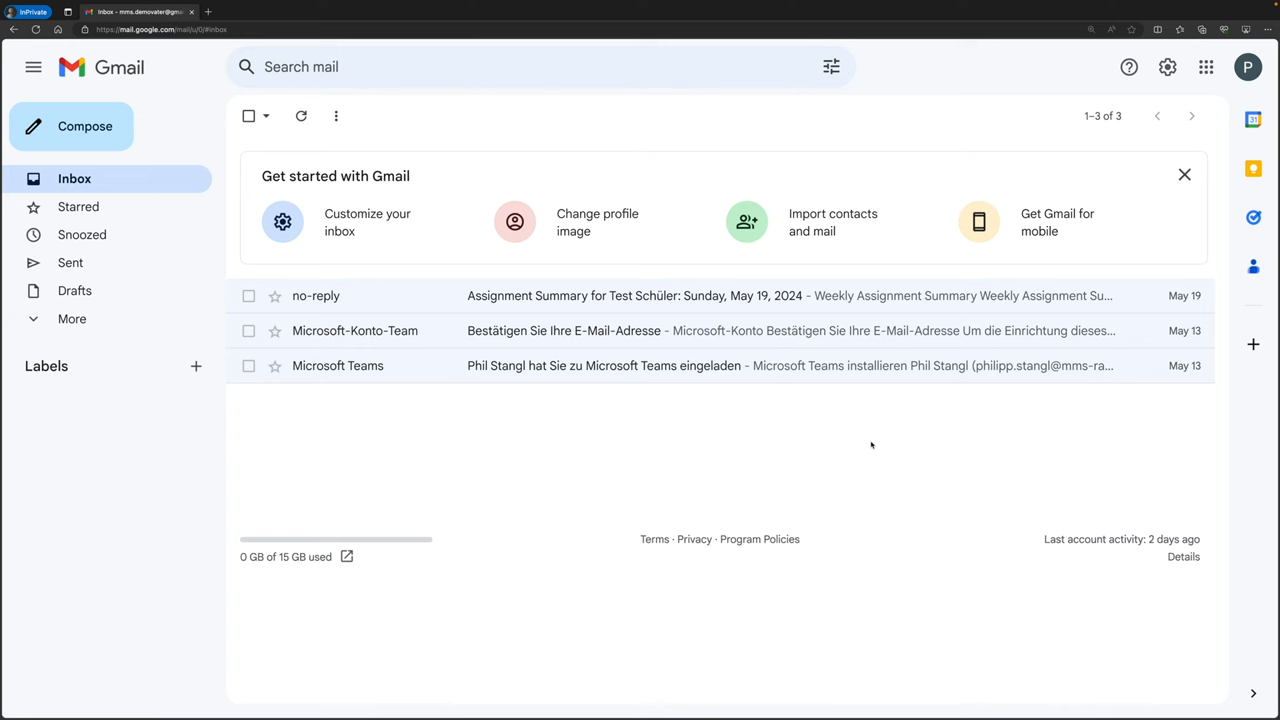 InPrivate
Inbox - mms.demovater@gma
https://mail.google.com/mail/u/0/#inbox
Gmail
Search mail
P
Compose
1–3 of 3
Inbox
Get started with Gmail
Starred
Customize your inbox
Change profile image
Import contacts and mail
Get Gmail for mobile
Snoozed
Sent
Drafts
More
no-reply Assignment Summary for Test Schüler: Sunday, May 19, 2024 - Weekly Assignment Summary Weekly Assignment Su... May 19
Microsoft-Konto-Team Bestätigen Sie Ihre E-Mail-Adresse - Microsoft-Konto Bestätigen Sie Ihre E-Mail-Adresse Um die Einrichtung dieses... May 13
Microsoft Teams Phil Stangl hat Sie zu Microsoft Teams eingeladen - Microsoft Teams installieren Phil Stangl (philipp.stangl@mms-ra... May 13
Labels
31
0 GB of 15 GB used
Terms · Privacy · Program Policies
Last account activity: 2 days ago
Details